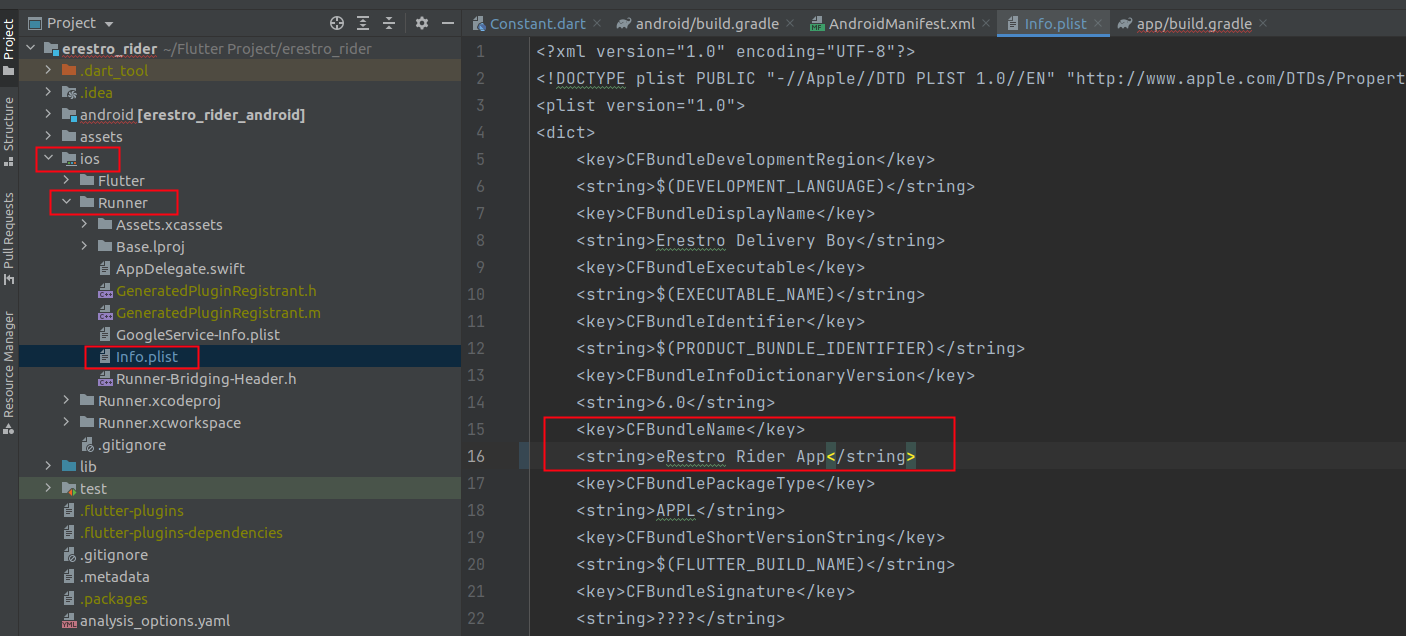 Project
Constant.dart
android/build.gradle
AndroidManifest.xml
Info.plist
app/build.gradle
Project
Structure
Pull Requests
Resource Manager
erestro_rider ~/Flutter Project/erestro_rider
.dart_tool
.idea
android [erestro_rider_android]
assets
ios
Flutter
Runner
Assets.xcassets
Base.lproj
AppDelegate.swift
GeneratedPluginRegistrant.h
GeneratedPluginRegistrant.m
GoogleService-Info.plist
Info.plist
Runner-Bridging-Header.h
Runner.xcodeproj
Runner.xcworkspace
.gitignore
lib
test
.flutter-plugins
.flutter-plugins-dependencies
.gitignore
.metadata
.packages
analysis_options.yaml
1 <?xml version="1.0" encoding="UTF-8"?>
2 <!DOCTYPE plist PUBLIC "-//Apple//DTD PLIST 1.0//EN" "http://www.apple.com/DTDs/Propert
3 <plist version="1.0">
4 <dict>
5 <key>CFBundleDevelopmentRegion</key>
6 <string>$(DEVELOPMENT_LANGUAGE)</string>
7 <key>CFBundleDisplayName</key>
8 <string>Erestro Delivery Boy</string>
9 <key>CFBundleExecutable</key>
10 <string>$(EXECUTABLE_NAME)</string>
11 <key>CFBundleIdentifier</key>
12 <string>$(PRODUCT_BUNDLE_IDENTIFIER)</string>
13 <key>CFBundleInfoDictionaryVersion</key>
14 <string>6.0</string>
15 <key>CFBundleName</key>
16 <string>eRestro Rider App</string>
17 <key>CFBundlePackageType</key>
18 <string>APPL</string>
19 <key>CFBundleShortVersionString</key>
20 <string>$(FLUTTER_BUILD_NAME)</string>
21 <key>CFBundleSignature</key>
22 <string>????</string>